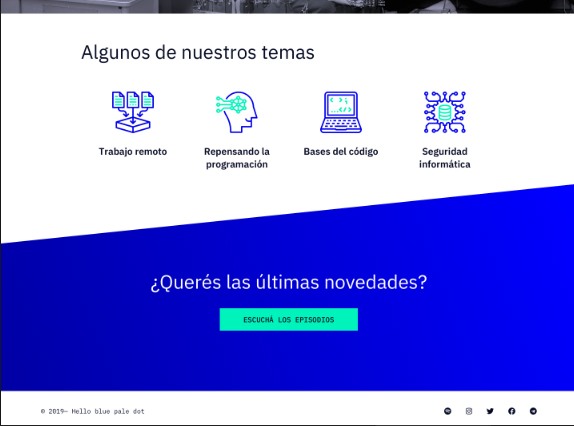 Algunos de nuestros temas
Trabajo remoto
Repensando la
programación
Bases del código
Seguridad
informática
¿Querés las últimas novedades?
ESCUCHÁ LOS EPISODIOS
© 2019— Hello blue pale dot